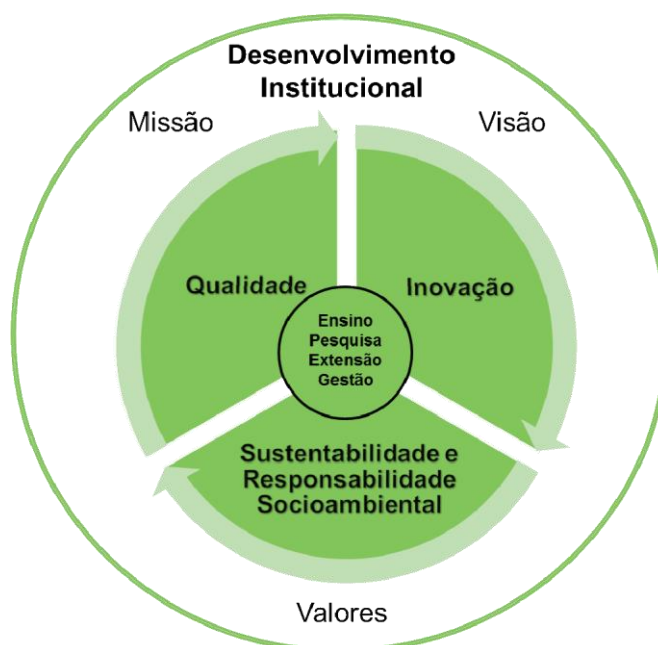 Desenvolvimento
Institucional
Missão
Visão
Qualidade
Inovação
Ensino
Pesquisa
Extensão
Gestão
Sustentabilidade e
Responsabilidade
Socioambiental
Valores